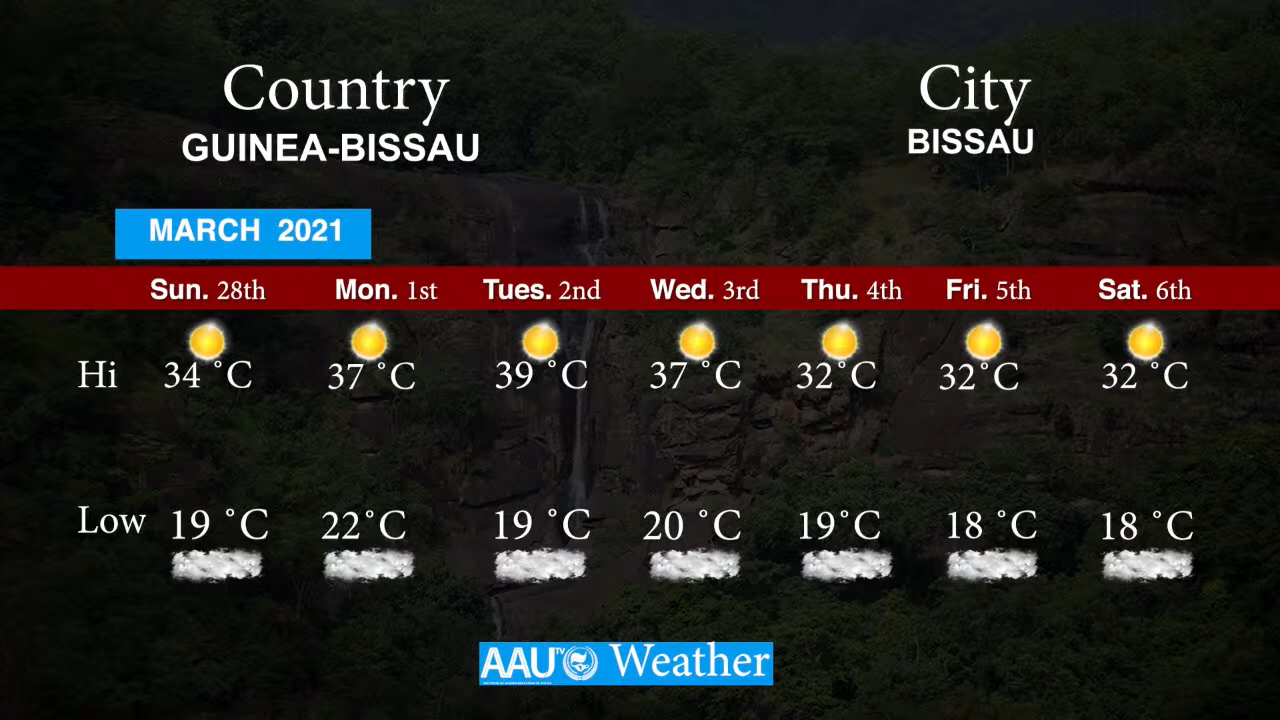 Country
GUINEA-BISSAU
City
BISSAU
MARCH 2021
Sun. 28th Mon. 1st Tues. 2nd Wed. 3rd Thu. 4th Fri. 5th Sat. 6th
Hi 34 °C 37 °C 39 °C 37 °C 32°C 32°C 32 °C
Low 19 °C 22°C 19 °C 20 °C 19°C 18 °C 18 °C
AAU TV Weather